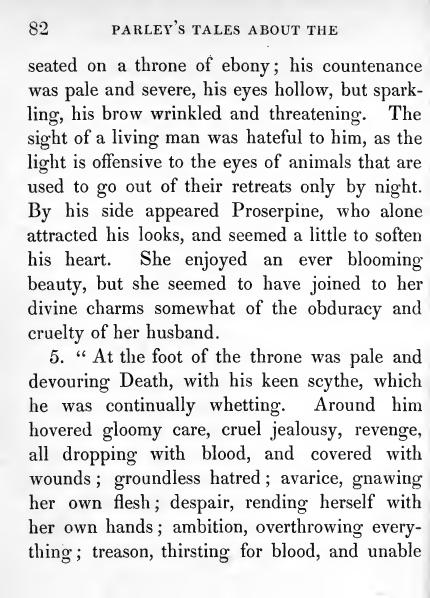 82 PARLEY'S TALES ABOUT THE
seated on a throne of ebony; his countenance
was pale and severe, his eyes hollow, but spark-
ling, his brow wrinkled and threatening. The
sight of a living man was hateful to him, as the
light is offensive to the eyes of animals that are
used to go out of their retreats only by night.
By his side appeared Proserpine, who alone
attracted his looks, and seemed a little to soften
his heart. She enjoyed an ever blooming
beauty, but she seemed to have joined to her
divine charms somewhat of the obduracy and
cruelty of her husband.
5. “ At the foot of the throne was pale and
devouring Death, with his keen scythe, which
he was continually whetting. Around him
hovered gloomy care, cruel jealousy, revenge,
all dropping with blood, and covered with
wounds; groundless hatred; avarice, gnawing
her own flesh; despair, rending herself with
her own hands; ambition, overthrowing every-
thing; treason, thirsting for blood, and unable